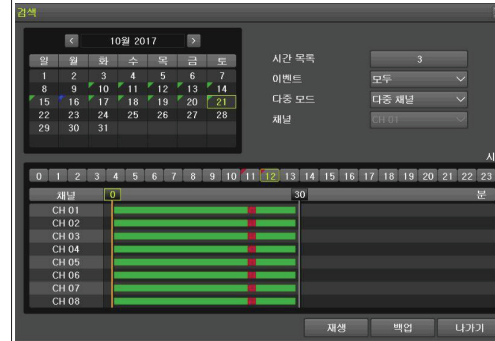 검색
< 10월 2017 >
일 월 화 수 목 금 토
1 2 3 4 5 6 7
8 9 10 11 12 13 14
15 16 17 18 19 20 21
22 23 24 25 26 27 28
29 30 31
시간 목록 3
이벤트 모두
다중 모드 다중 채널
채널 CH 01
시
0 1 2 3 4 5 6 7 8 9 10 11 12 13 14 15 16 17 18 19 20 21 22 23
채널 0 30 분
CH 01
CH 02
CH 03
CH 04
CH 05
CH 06
CH 07
CH 08
재생 백업 나가기